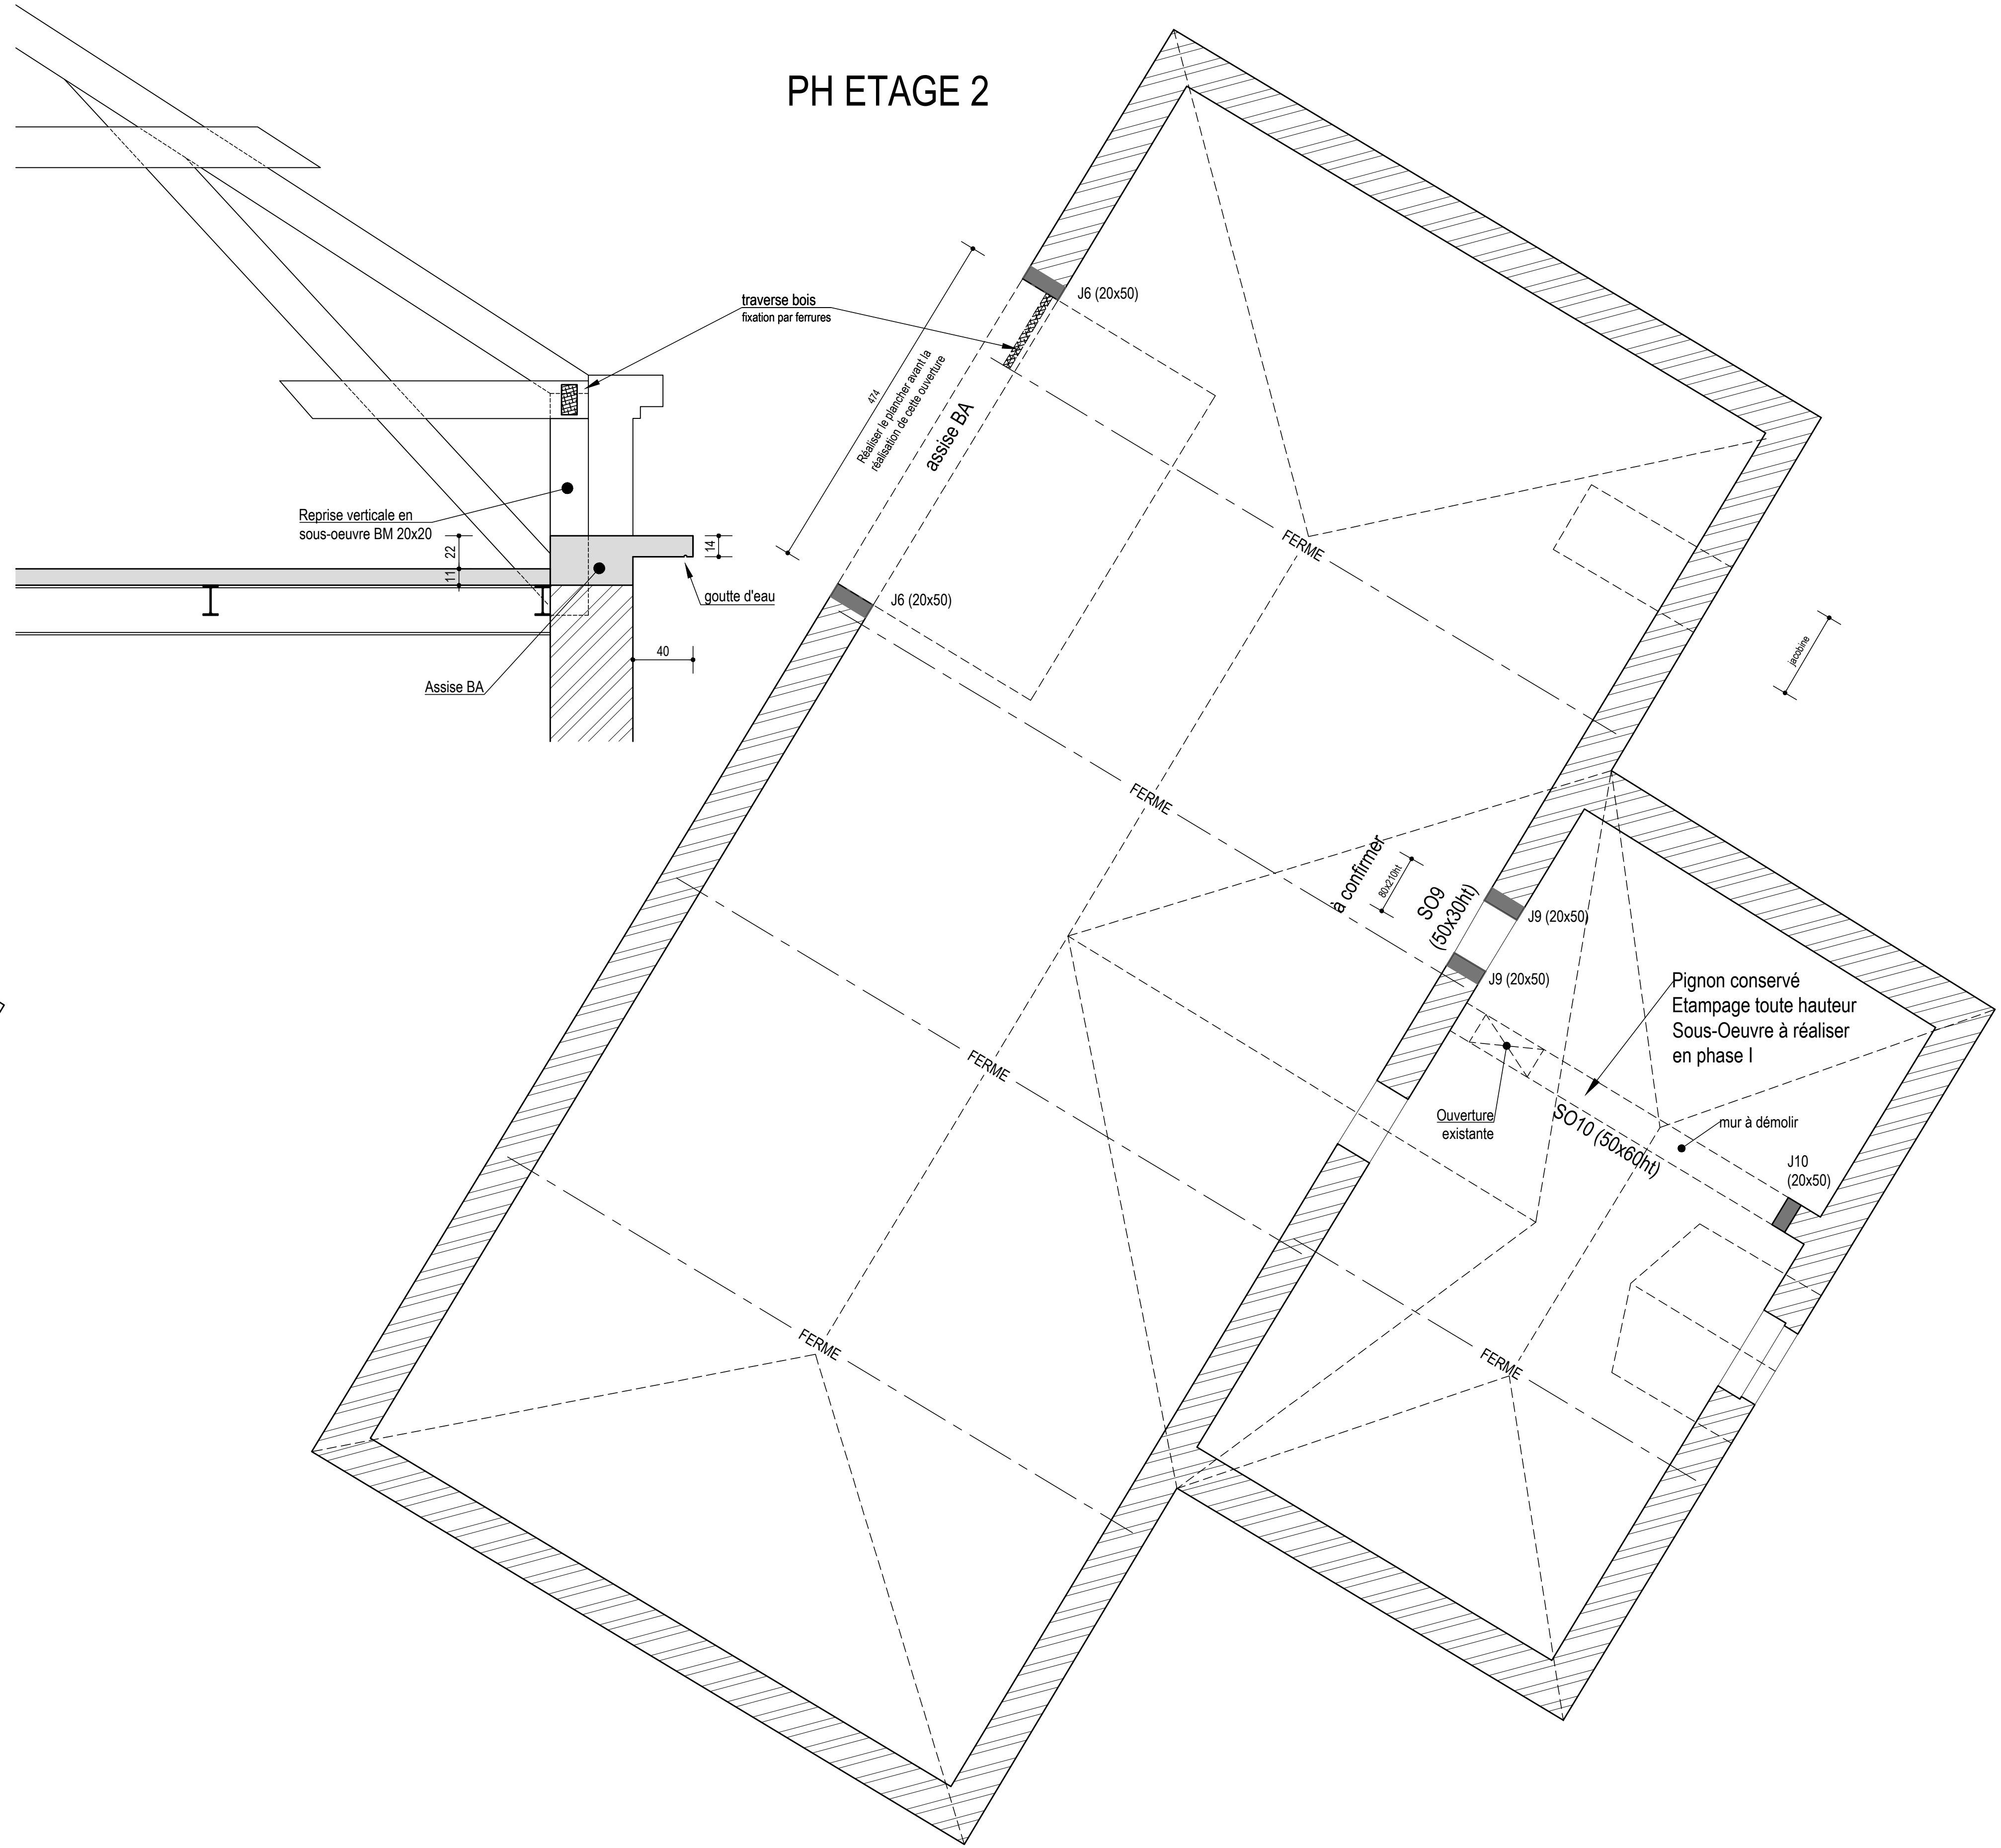 PH ETAGE 2
traverse bois
fixation par ferrures
Reprise verticale en
sous-oeuvre BM 20x20
22
11
14
goutte d'eau
40
Assise BA
474
Réaliser le plancher avant la
réalisation de cette ouverture
assise BA
J6 (20x50)
J6 (20x50)
FERME
jacobine
FERME
à confirmer
80x210ht
SO9
(50x30ht)
J9 (20x50)
J9 (20x50)
Pignon conservé
Etampage toute hauteur
Sous-Oeuvre à réaliser
en phase I
FERME
Ouverture
existante
SO10 (50x60ht)
mur à démolir
J10
(20x50)
FERME
FERME